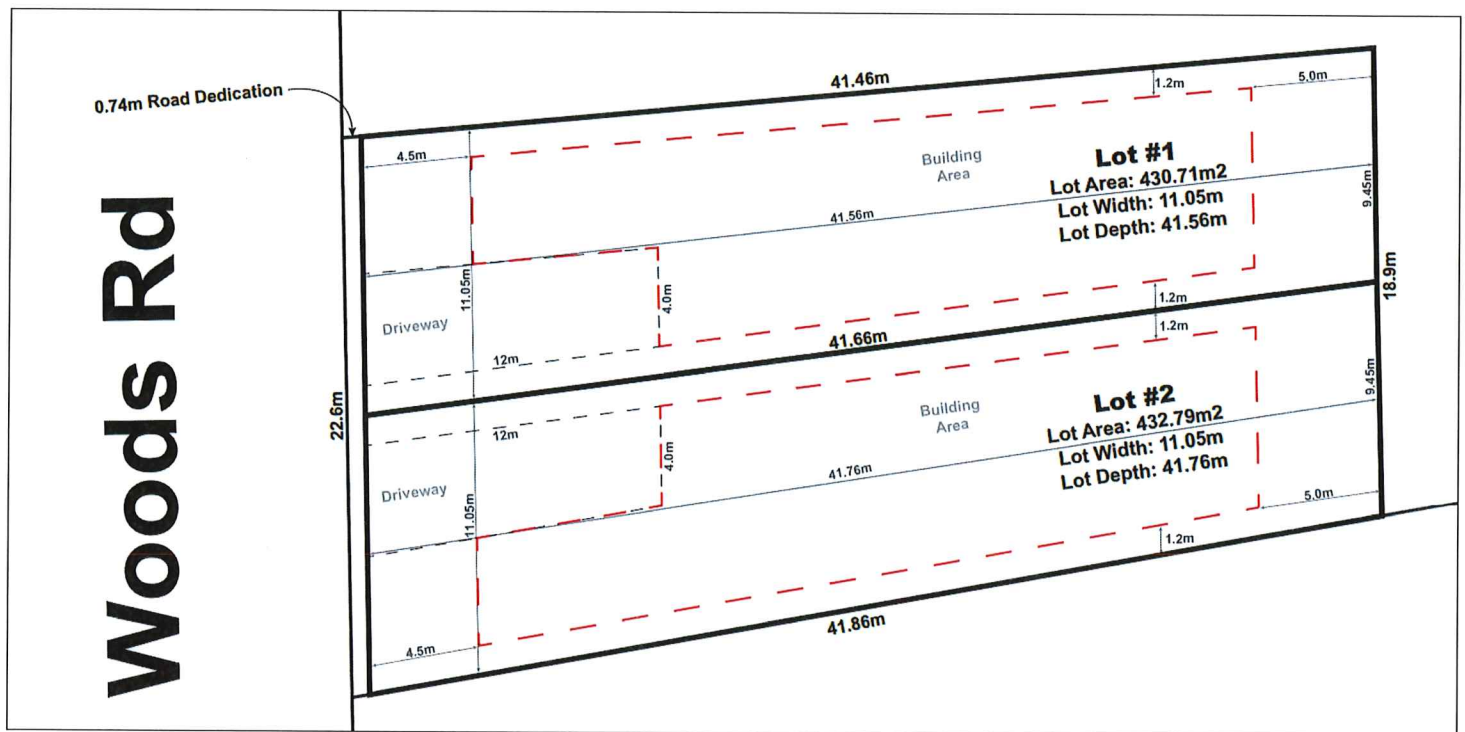 Woods Rd
0.74m Road Dedication
41.46m
1.2m
5.0m
4.5m
Building
Area
Lot #1
Lot Area: 430.71m2
Lot Width: 11.05m
Lot Depth: 41.56m
41.56m
9.45m
11.05m
4.0m
Driveway
12m
1.2m
18.9m
41.66m
1.2m
22.6m
12m
Building
Area
Lot #2
Lot Area: 432.79m2
Lot Width: 11.05m
Lot Depth: 41.76m
9.45m
4.0m
41.76m
Driveway
11.05m
5.0m
1.2m
41.86m
4.5m